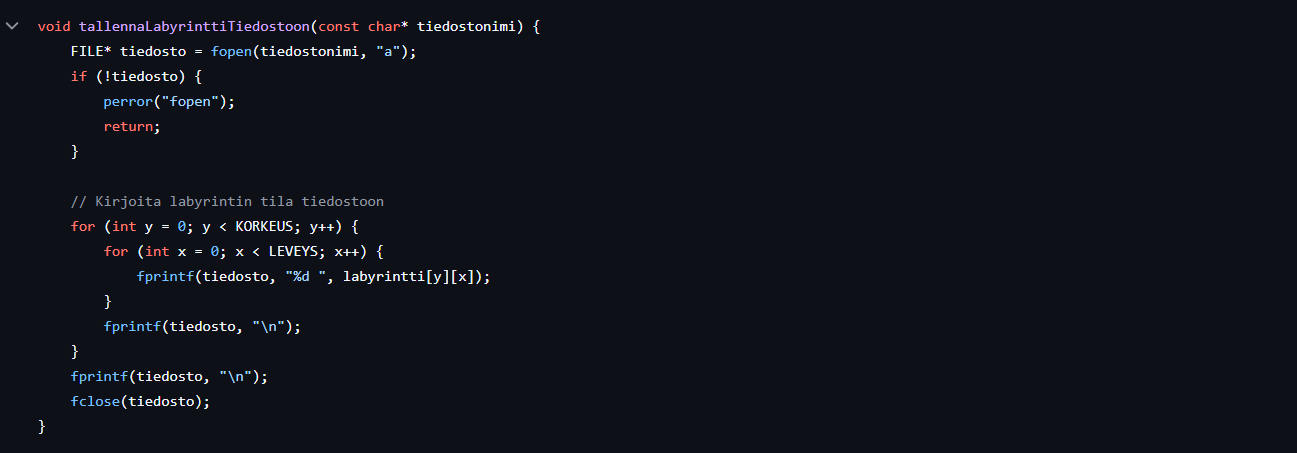 void tallennaLabyrinttiTiedostoon(const char* tiedostonimi) {
    FILE* tiedosto = fopen(tiedostonimi, "a");
    if (!tiedosto) {
        perror("fopen");
        return;
    }

    // Kirjoita labyrintin tila tiedostoon
    for (int y = 0; y < KORKEUS; y++) {
        for (int x = 0; x < LEVEYS; x++) {
            fprintf(tiedosto, "%d ", labyrintti[y][x]);
        }
        fprintf(tiedosto, "\n");
    }
    fprintf(tiedosto, "\n");
    fclose(tiedosto);
}